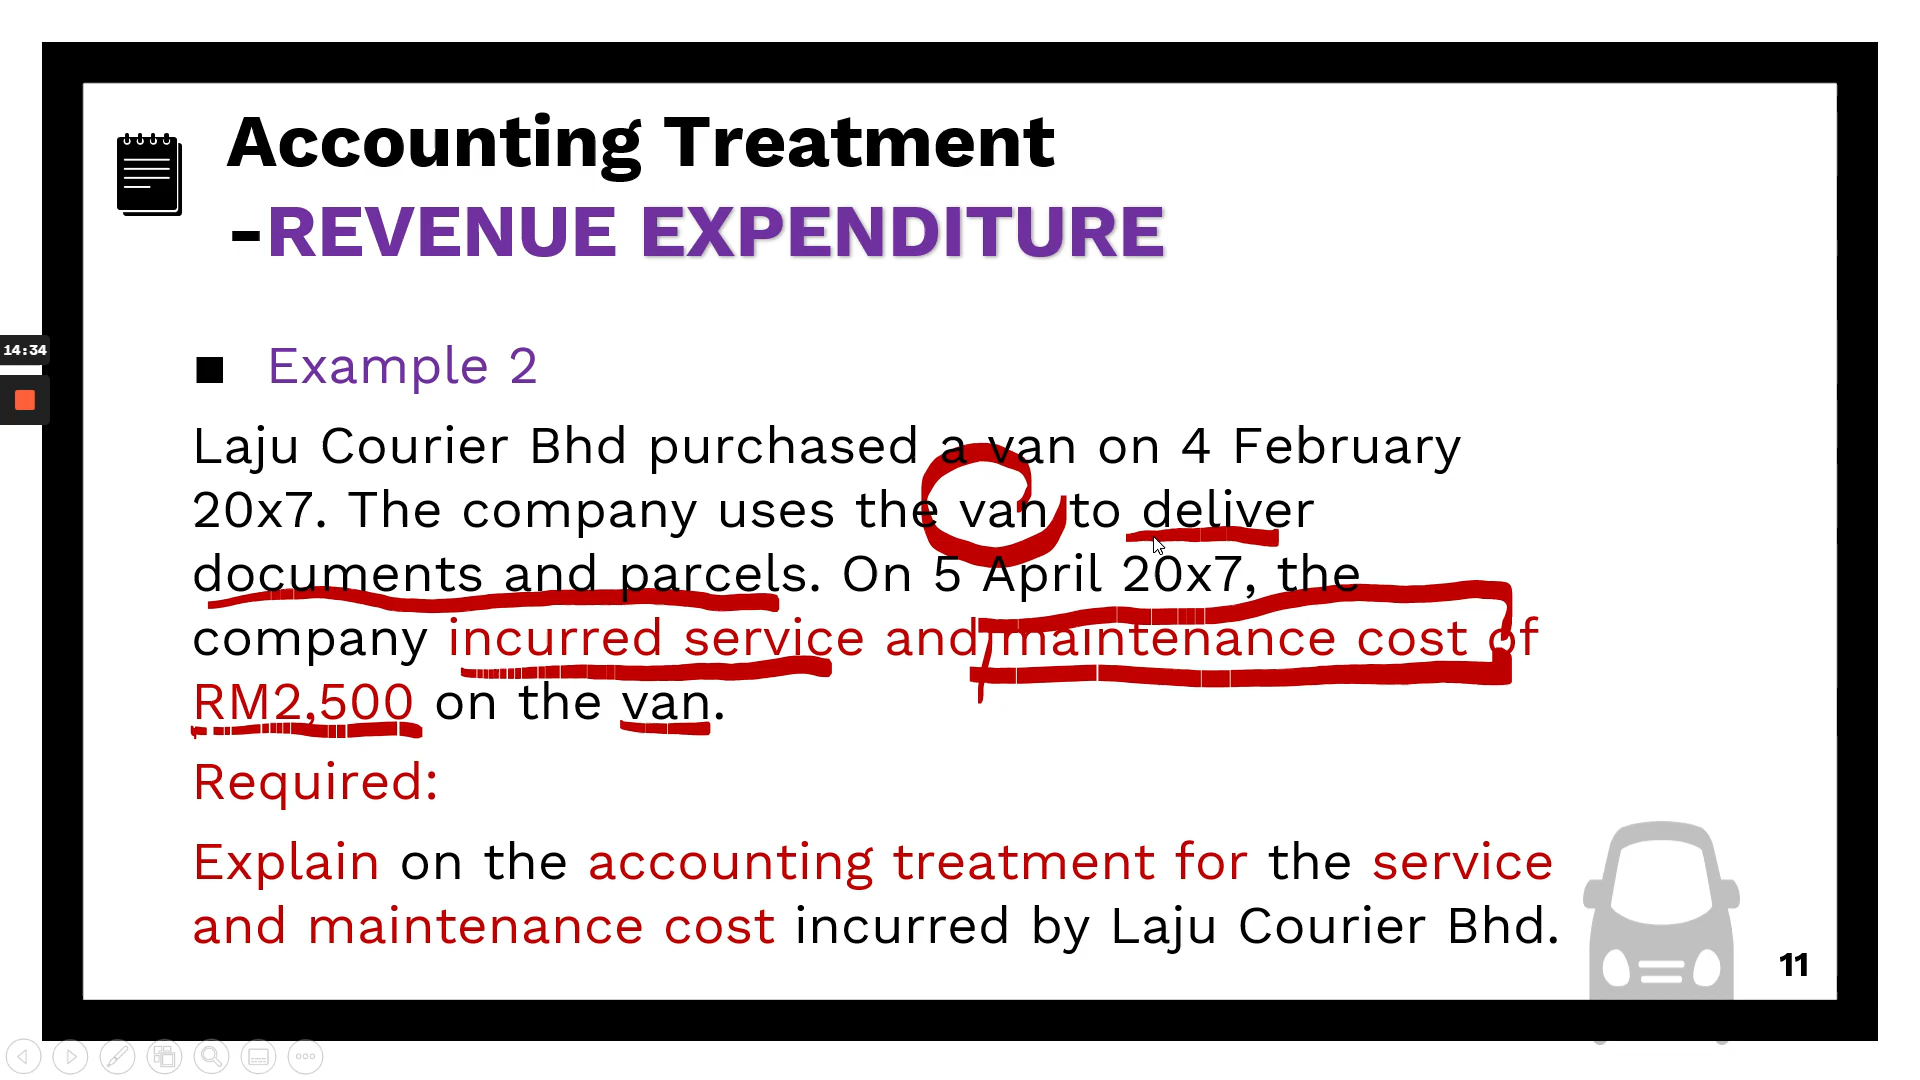 Accounting Treatment
-REVENUE EXPENDITURE
14:34
■ Example 2
Laju Courier Bhd purchased a van on 4 February
20x7. The company uses the van to deliver
documents and parcels. On 5 April 20x7, the
company incurred service and maintenance cost of
RM2,500 on the van.
Required:
Explain on the accounting treatment for the service
and maintenance cost incurred by Laju Courier Bhd.
11